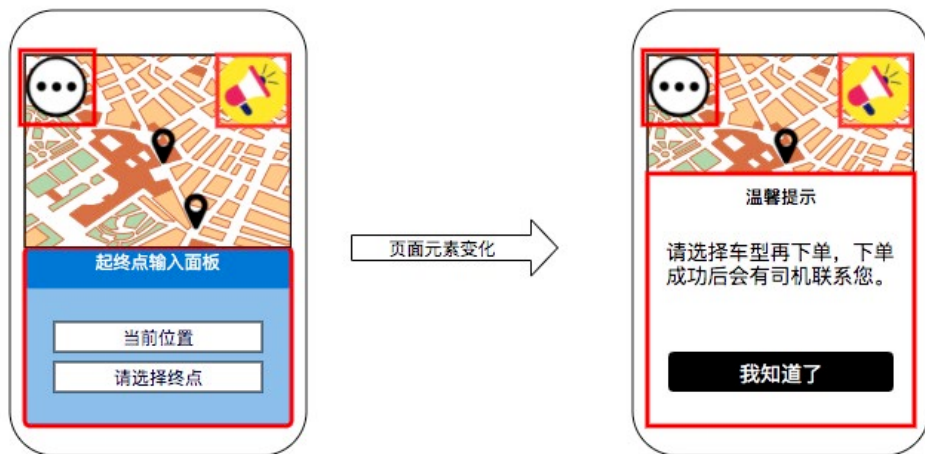 起终点输入面板
当前位置
请选择终点
页面元素变化
温馨提示
请选择车型再下单，下单
成功后会有司机联系您。
我知道了